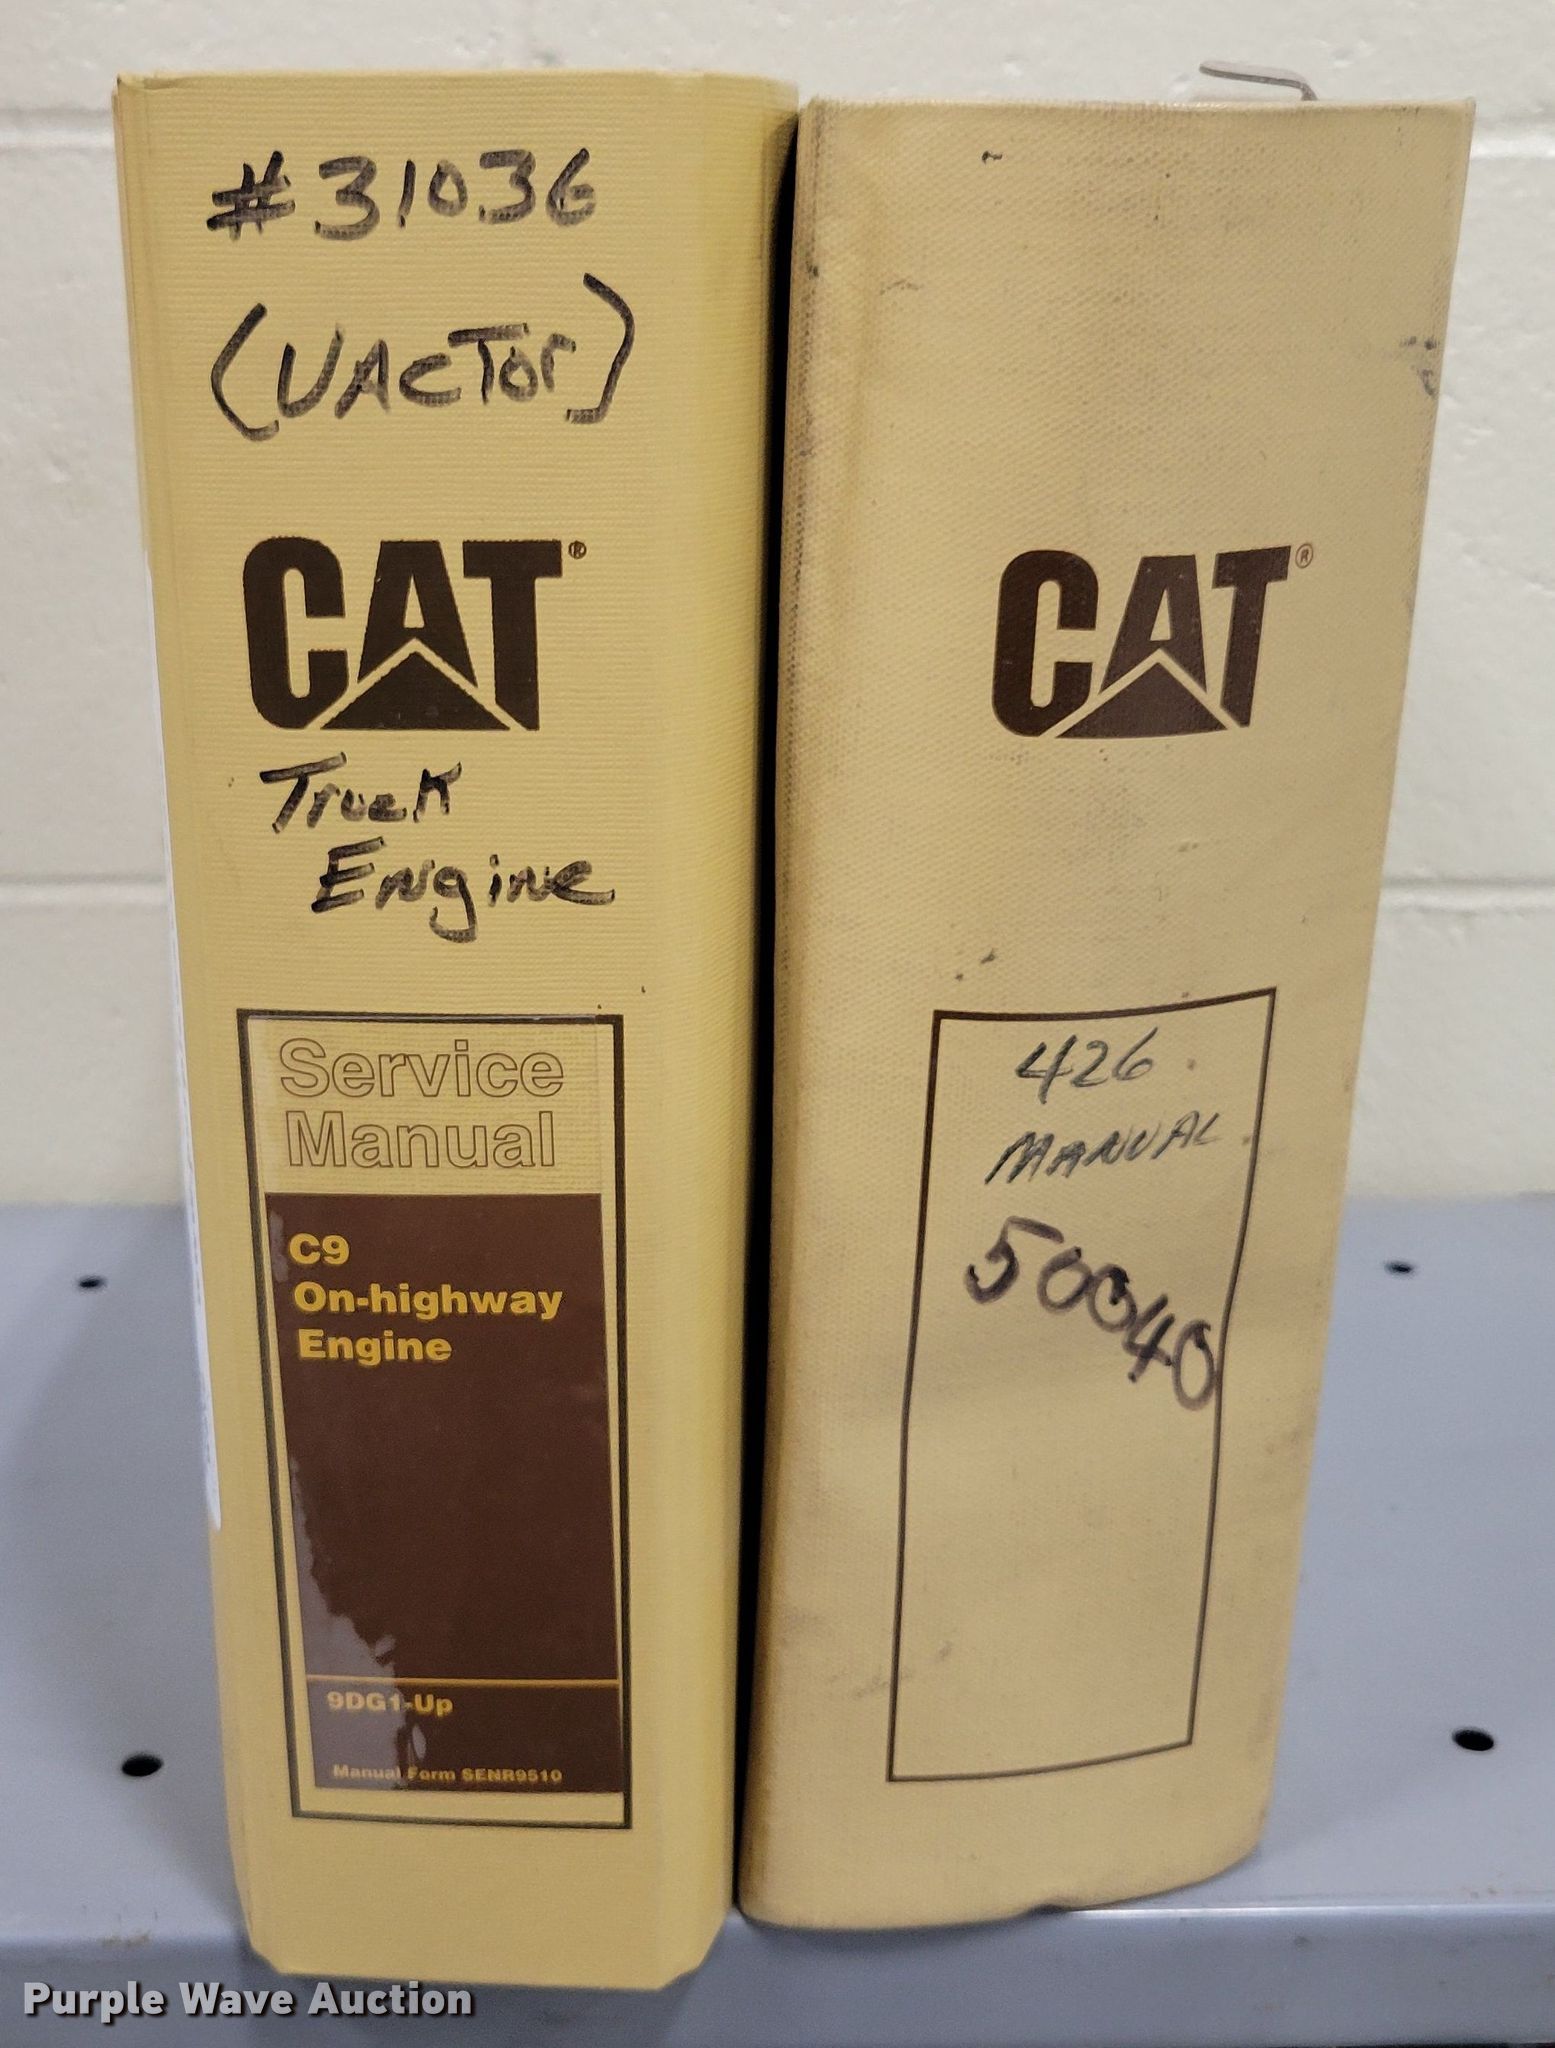 #31036
(VACTOr)
CAT®
Truck
Engine
Service
Manual
C9
On-highway
Engine
9DG1-Up
Manual Form SENR9510
CAT®
426
MANUAL
50040
Purple Wave Auction